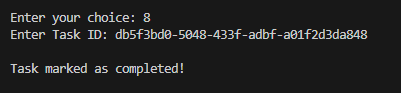 Enter your choice: 8
Enter Task ID: db5f3bd0-5048-433f-adbf-a01f2d3da848
Task marked as completed!